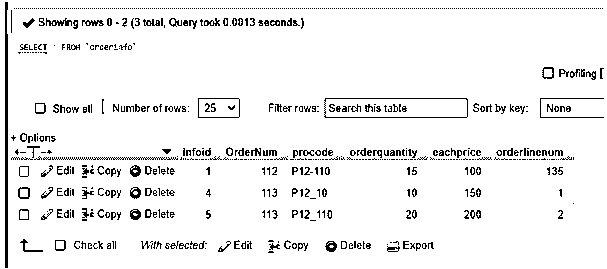 Showing rows 0 - 2 (3 total, Query took 0.0013 seconds.)
SELECT * FROM `orderinfo`
Profiling [
Show all | Number of rows: 25 Filter rows: Search this table Sort by key: None
+ Options
←T→ ▼ infoid OrderNum procode orderquantity eachprice orderlinenum
Edit Copy Delete 1 112 P12-110 15 100 135
Edit Copy Delete 4 113 P12_10 10 150 1
Edit Copy Delete 5 113 P12_110 20 200 2
Check all With selected: Edit Copy Delete Export